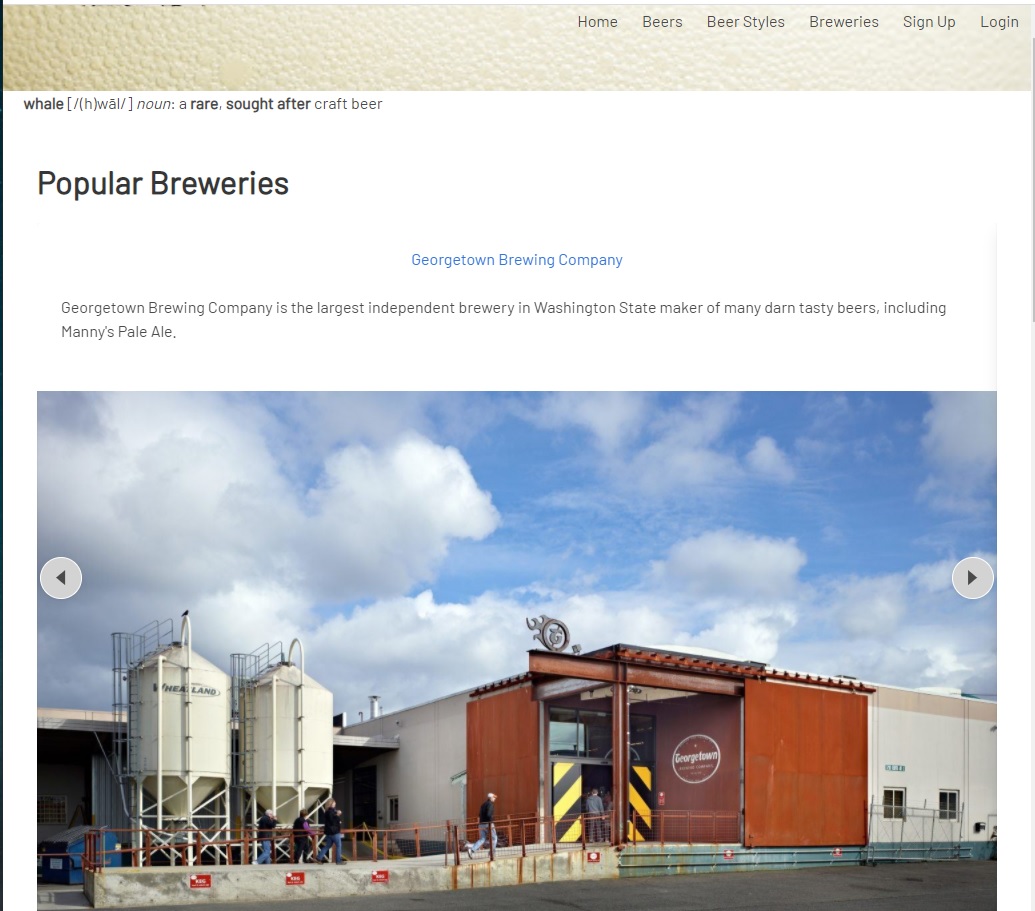 Home Beers Beer Styles Breweries Sign Up Login
whale [/(h)wāl/] noun: a rare, sought after craft beer
Popular Breweries
Georgetown Brewing Company
Georgetown Brewing Company is the largest independent brewery in Washington State maker of many darn tasty beers, including
Manny's Pale Ale.
WHEATLAND
Georgetown
BREWING COMPANY